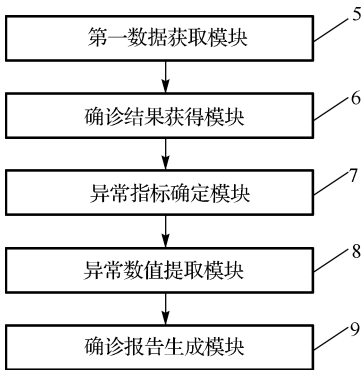 第一数据获取模块 5
确诊结果获得模块 6
异常指标确定模块 7
异常数值提取模块 8
确诊报告生成模块 9